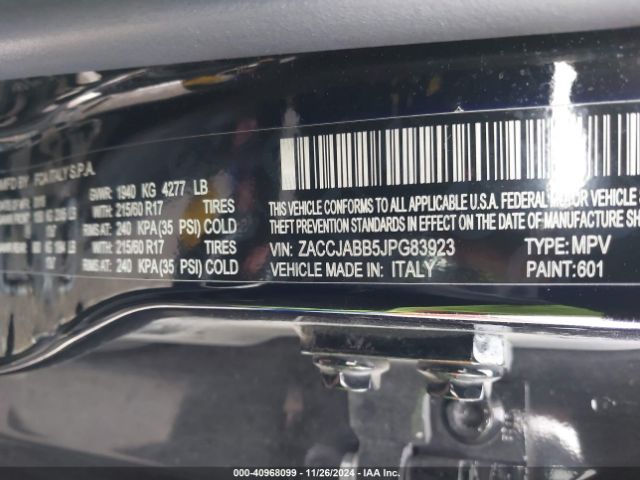 MFD BY FCA ITALY S.P.A.
GVWR: 1940 KG 4277 LB
WITH: 215/60 R17
RIMS AT: 240 KPA(35 PSI) COLD
WITH: 215/60 R17
RIMS AT: 240 KPA(35 PSI) COLD
THIS VEHICLE CONFORMS TO ALL APPLICABLE U.S.A. FEDERAL MOTOR VEHICLE
THEFT PREVENTION STANDARDS IN EFFECT ON THE DATE OF MANUFACTURE SH
VIN: ZACCJABB5JPG83923 TYPE: MPV
VEHICLE MADE IN: ITALY PAINT: 601
000-40968099 — 11/26/2024 — IAA Inc.